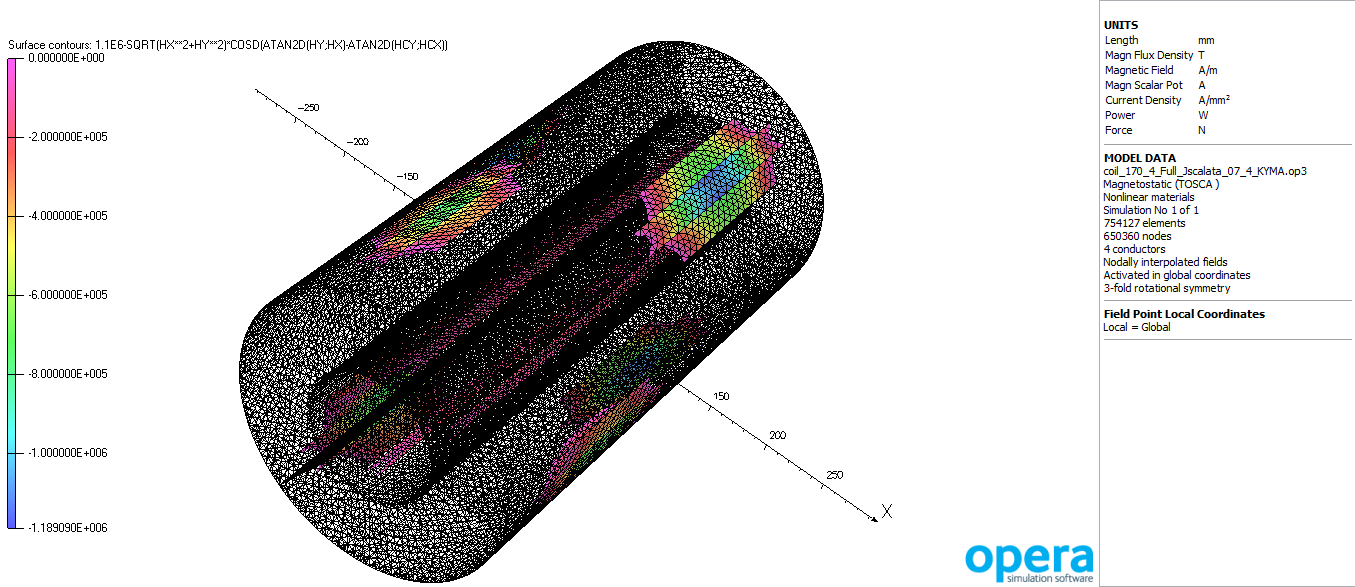 Surface contours: 1.1E6-SQRT(HX**2+HY**2)*COSD(ATAN2D(HY;HX)-ATAN2D(HCY;HCX))
0.000000E+000
-2.000000E+005
-4.000000E+005
-6.000000E+005
-8.000000E+005
-1.000000E+006
-1.189090E+006
-250
-200
-150
150
200
250
X
UNITS
Length mm
Magn Flux Density T
Magnetic Field A/m
Magn Scalar Pot A
Current Density A/mm²
Power W
Force N
MODEL DATA
coil_170_4_Full_Jscalata_07_4_KYMA.op3
Magnetostatic (TOSCA )
Nonlinear materials
Simulation No 1 of 1
754127 elements
650360 nodes
4 conductors
Nodally interpolated fields
Activated in global coordinates
3-fold rotational symmetry
Field Point Local Coordinates
Local = Global
opera
simulation software